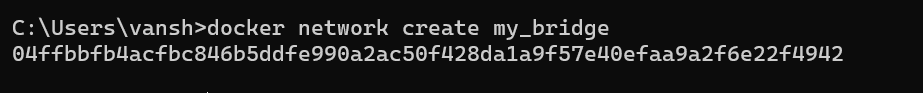 C:\Users\vansh>docker network create my_bridge
04ffbbfb4acfbc846b5ddfe990a2ac50f428da1a9f57e40efaa9a2f6e22f4942